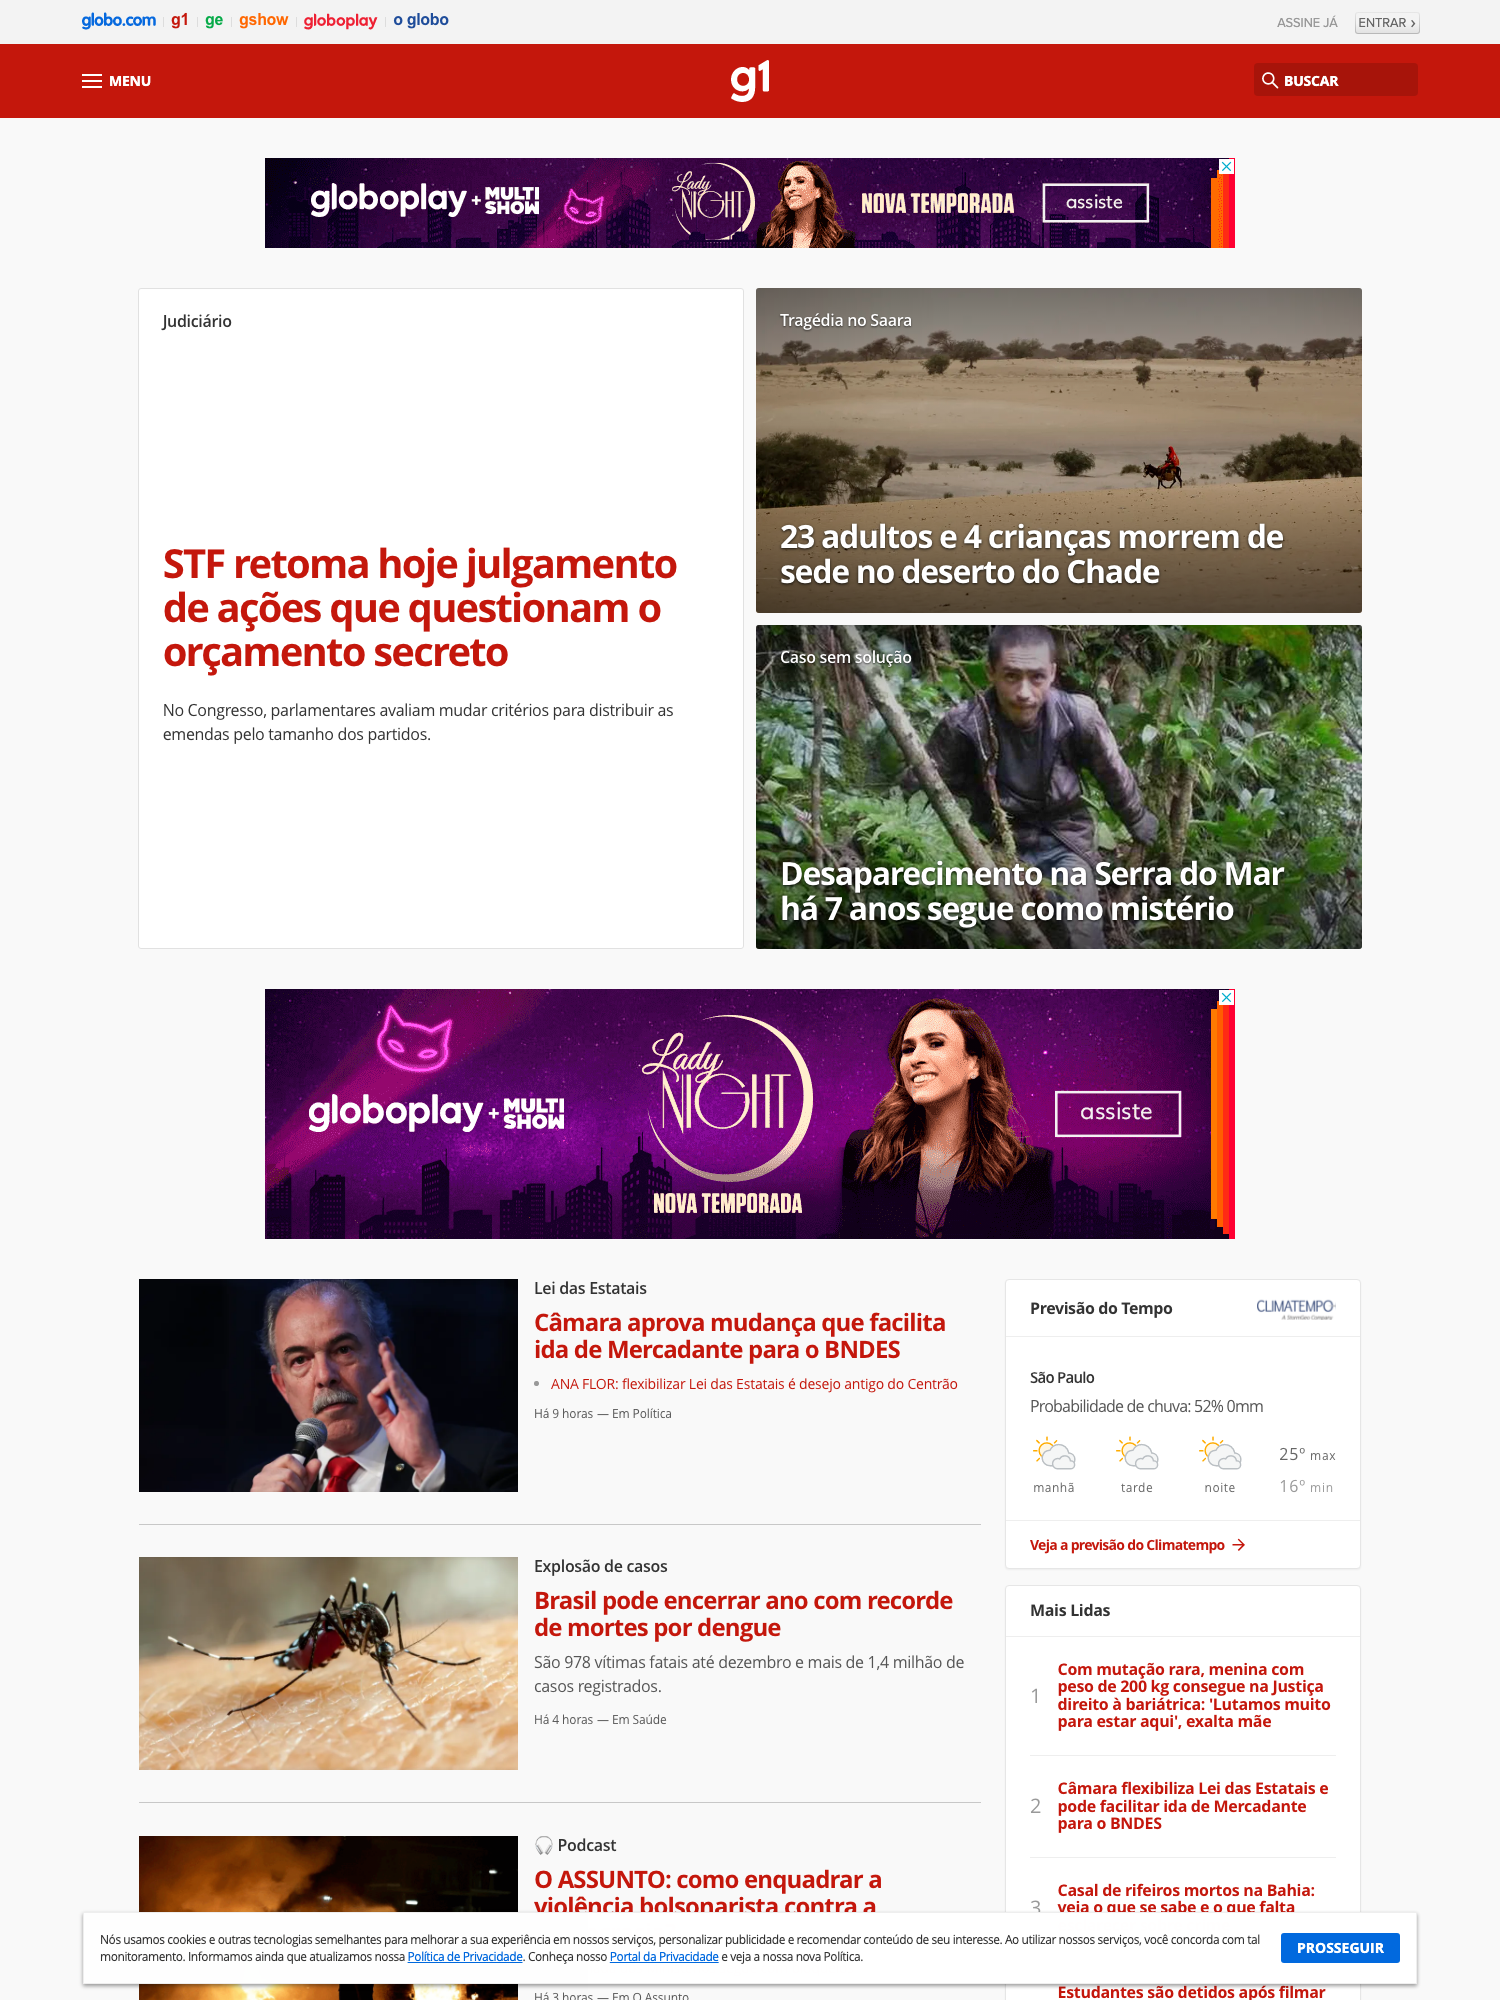 globo.com g1 ge gshow globoplay o globo
ASSINE JÁ ENTRAR ›
MENU
g1
BUSCAR
globoplay + MULTI SHOW
Lady NIGHT
NOVA TEMPORADA
assiste
Judiciário
STF retoma hoje julgamento
de ações que questionam o
orçamento secreto
No Congresso, parlamentares avaliam mudar critérios para distribuir as
emendas pelo tamanho dos partidos.
Tragédia no Saara
23 adultos e 4 crianças morrem de
sede no deserto do Chade
Caso sem solução
Desaparecimento na Serra do Mar
há 7 anos segue como mistério
globoplay + MULTI SHOW
Lady
NIGHT
NOVA TEMPORADA
assiste
Lei das Estatais
Câmara aprova mudança que facilita
ida de Mercadante para o BNDES
ANA FLOR: flexibilizar Lei das Estatais é desejo antigo do Centrão
Há 9 horas — Em Política
Explosão de casos
Brasil pode encerrar ano com recorde
de mortes por dengue
São 978 vítimas fatais até dezembro e mais de 1,4 milhão de
casos registrados.
Há 4 horas — Em Saúde
Podcast
O ASSUNTO: como enquadrar a
violência bolsonarista contra a
Há 3 horas — Em O Assunto
Previsão do Tempo
CLIMATEMPO
São Paulo
Probabilidade de chuva: 52% 0mm
manhã tarde noite
25º max
16º min
Veja a previsão do Climatempo
Mais Lidas
1
Com mutação rara, menina com
peso de 200 kg consegue na Justiça
direito à bariátrica: 'Lutamos muito
para estar aqui', exalta mãe
2
Câmara flexibiliza Lei das Estatais e
pode facilitar ida de Mercadante
para o BNDES
3
Casal de rifeiros mortos na Bahia:
veja o que se sabe e o que falta
Estudantes são detidos após filmar
Nós usamos cookies e outras tecnologias semelhantes para melhorar a sua experiência em nossos serviços, personalizar publicidade e recomendar conteúdo de seu interesse. Ao utilizar nossos serviços, você concorda com tal
monitoramento. Informamos ainda que atualizamos nossa Política de Privacidade. Conheça nosso Portal da Privacidade e veja a nossa nova Política.
PROSSEGUIR